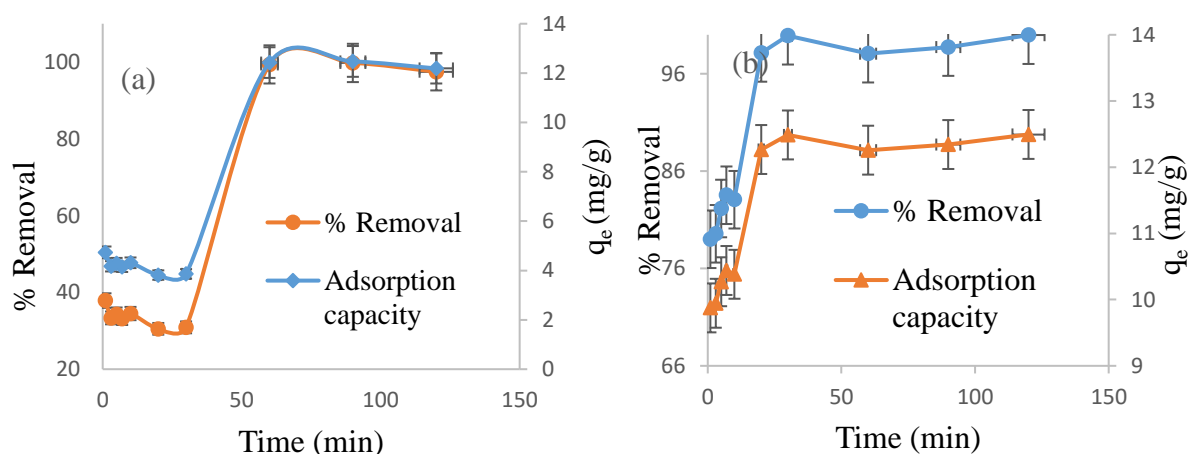 (a)
% Removal
100
80
60
40
20
14
12
10
8
6
4
2
0
qe (mg/g)
% Removal
Adsorption
capacity
0
50
100
150
Time (min)
(b)
% Removal
96
86
76
66
14
13
12
11
10
9
qe (mg/g)
% Removal
Adsorption
capacity
0
50
100
150
Time (min)